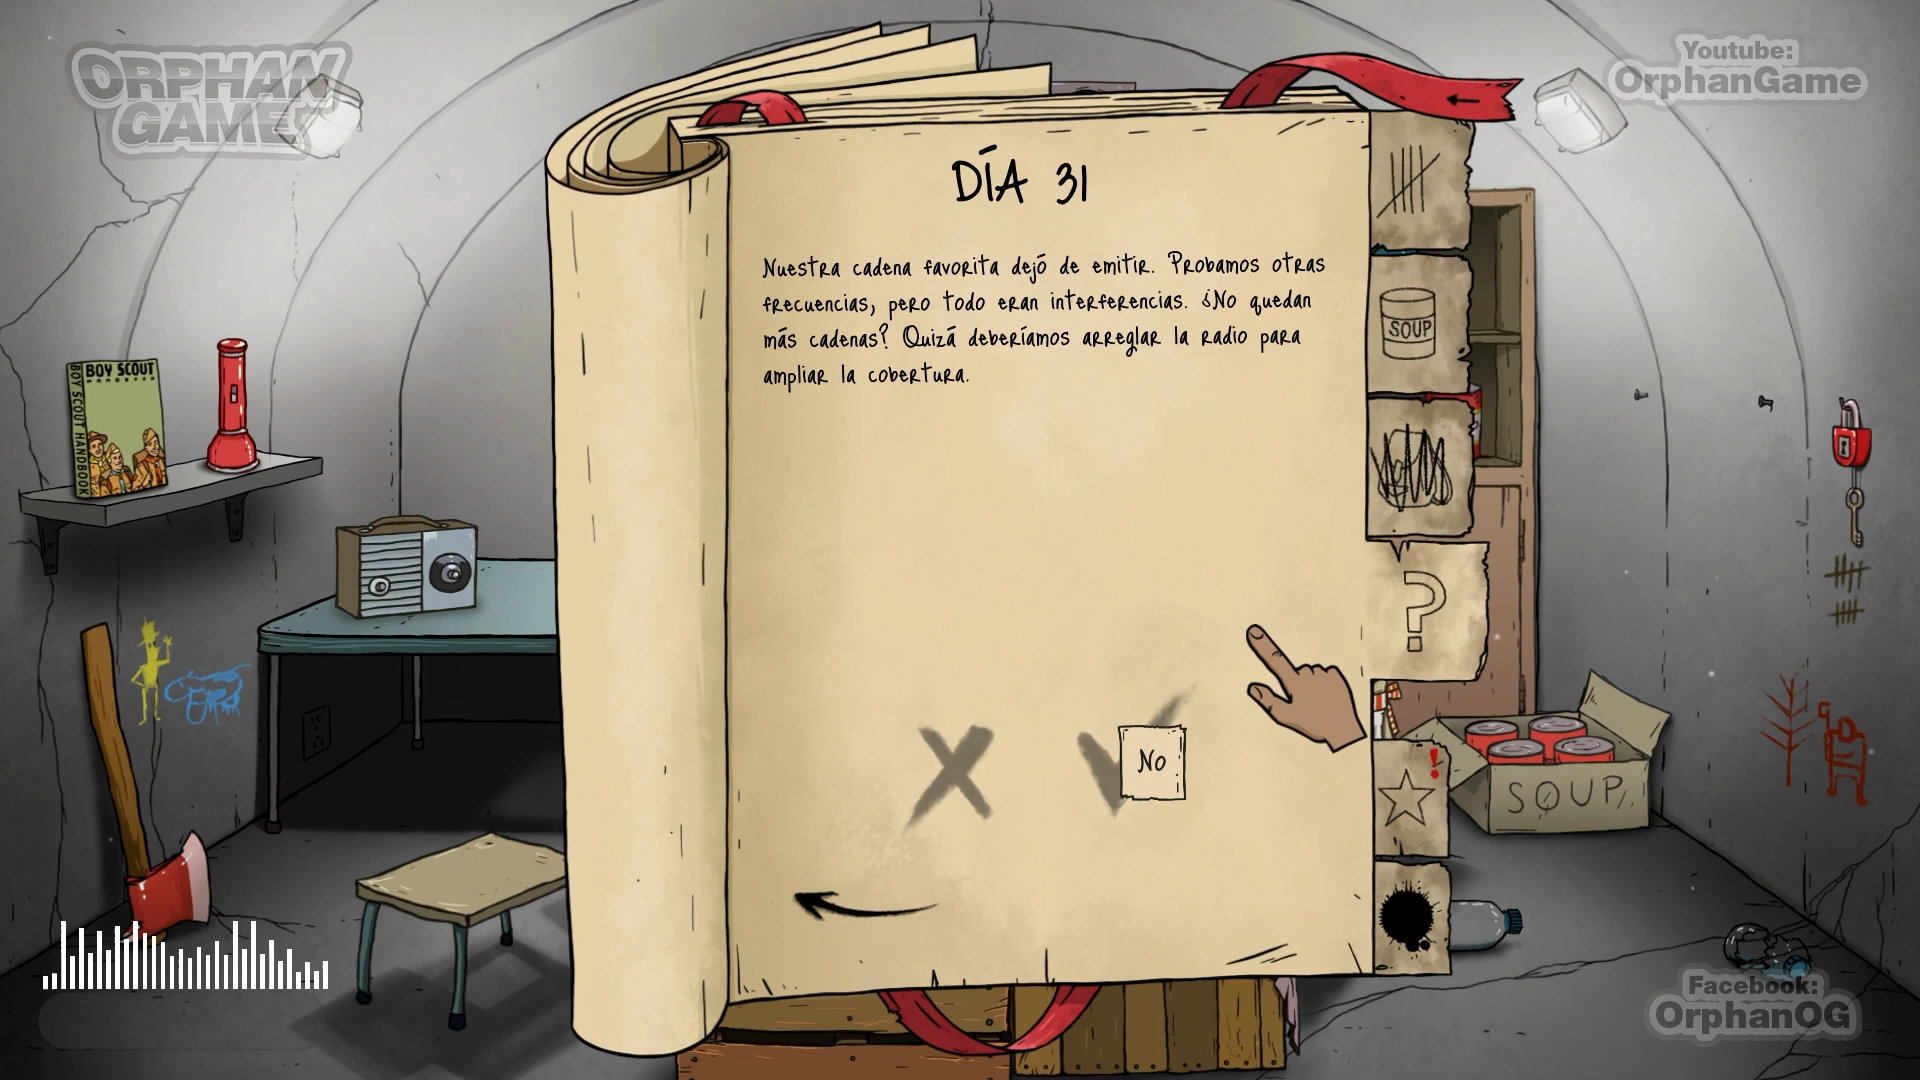 ORPHAN
GAME
Youtube:
OrphanGame
DÍA 31
Nuestra cadena favorita dejó de emitir. Probamos otras
frecuencias, pero todo eran interferencias. ¿No quedan
más cadenas? Quizá deberíamos arreglar la radio para
ampliar la cobertura.
SOUP
BOY SCOUT
HANDBOOK
BOY SCOUT HANDBOOK
No
SOUP
Facebook:
OrphanOG